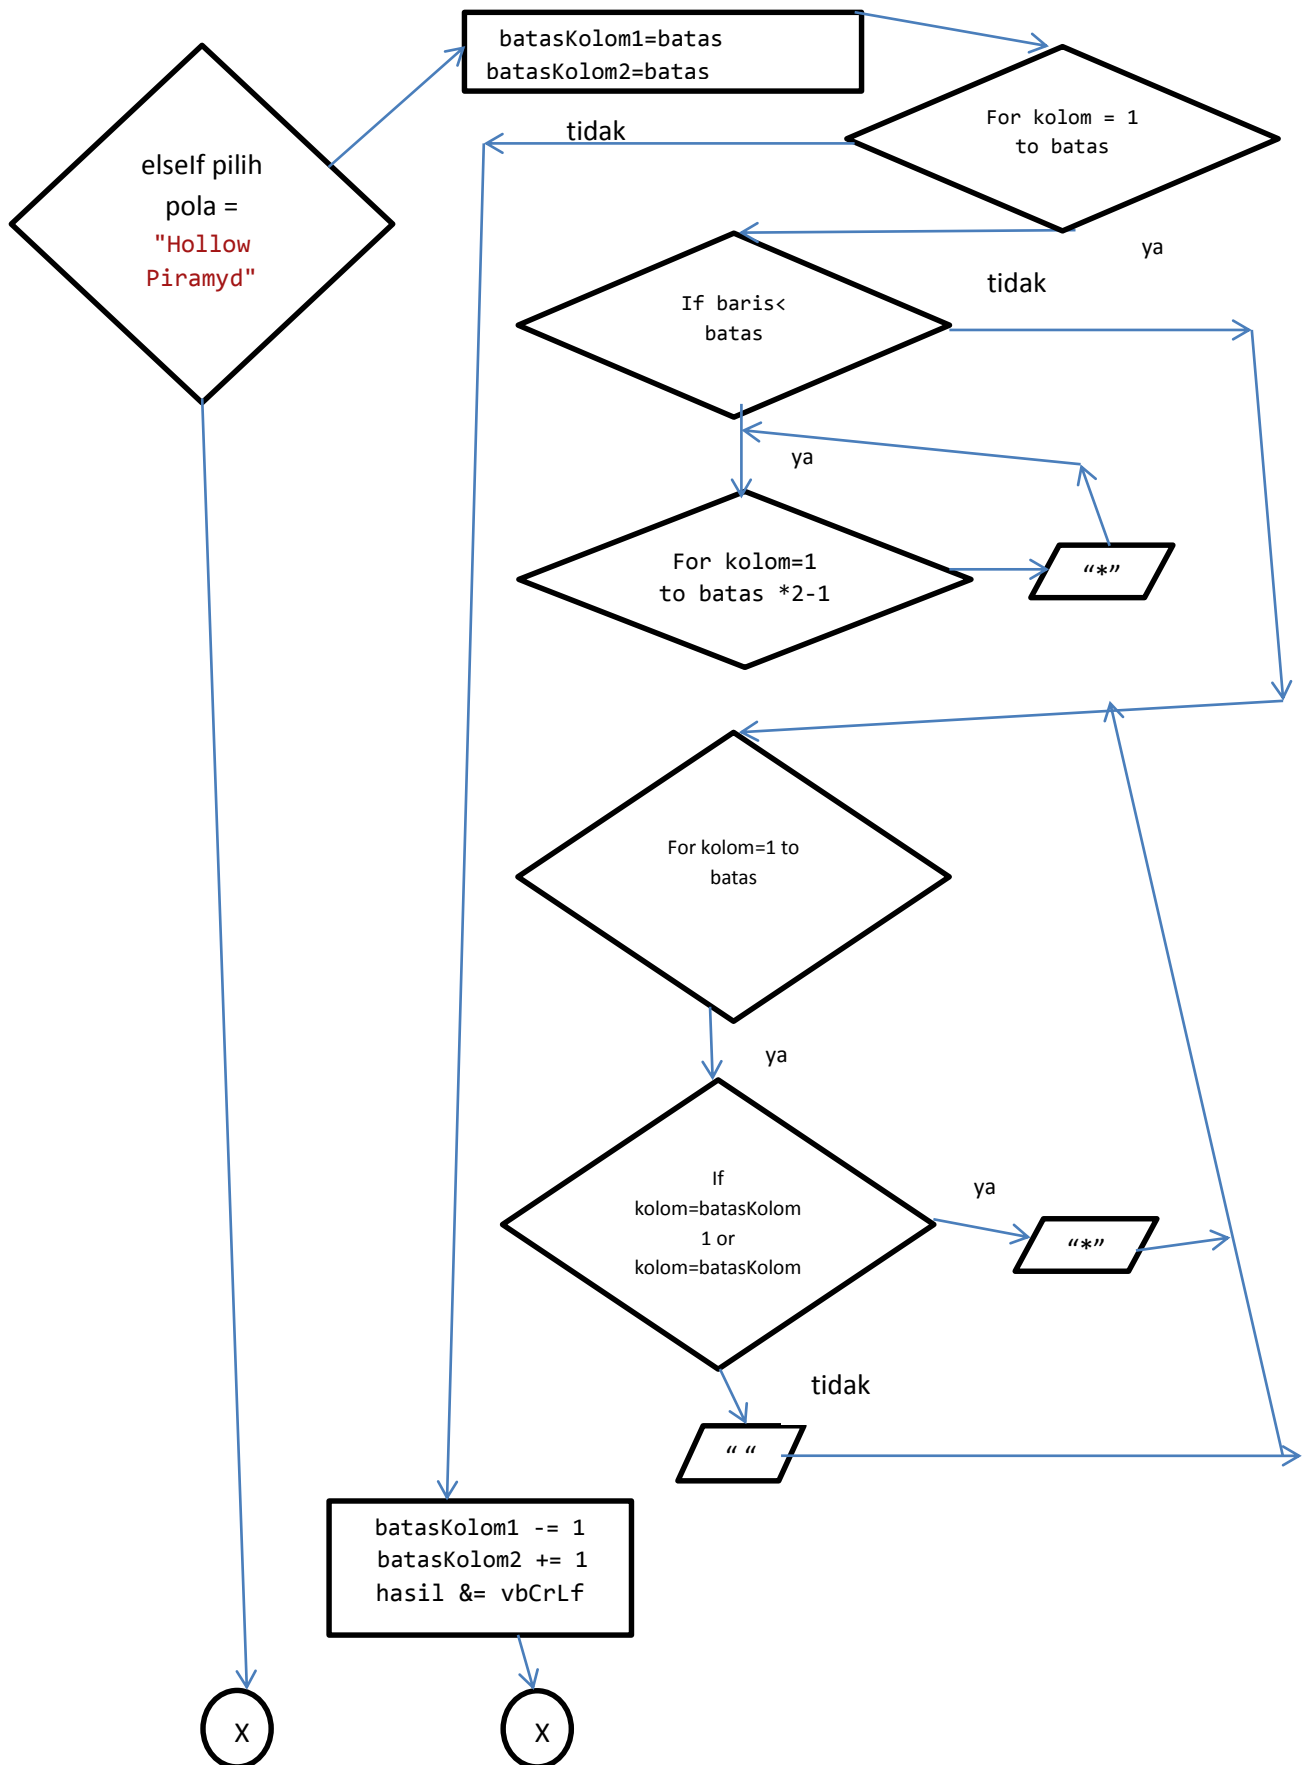 batasKolom1=batas
batasKolom2=batas
For kolom = 1
to batas
tidak
elseIf pilih
pola =
"Hollow
Piramyd"
ya
tidak
If baris<
batas
ya
For kolom=1
to batas *2-1
“*”
For kolom=1 to
batas
ya
If
kolom=batasKolom
1 or
kolom=batasKolom
ya
“*”
tidak
“ “
batasKolom1 -= 1
batasKolom2 += 1
hasil &= vbCrLf
X
X